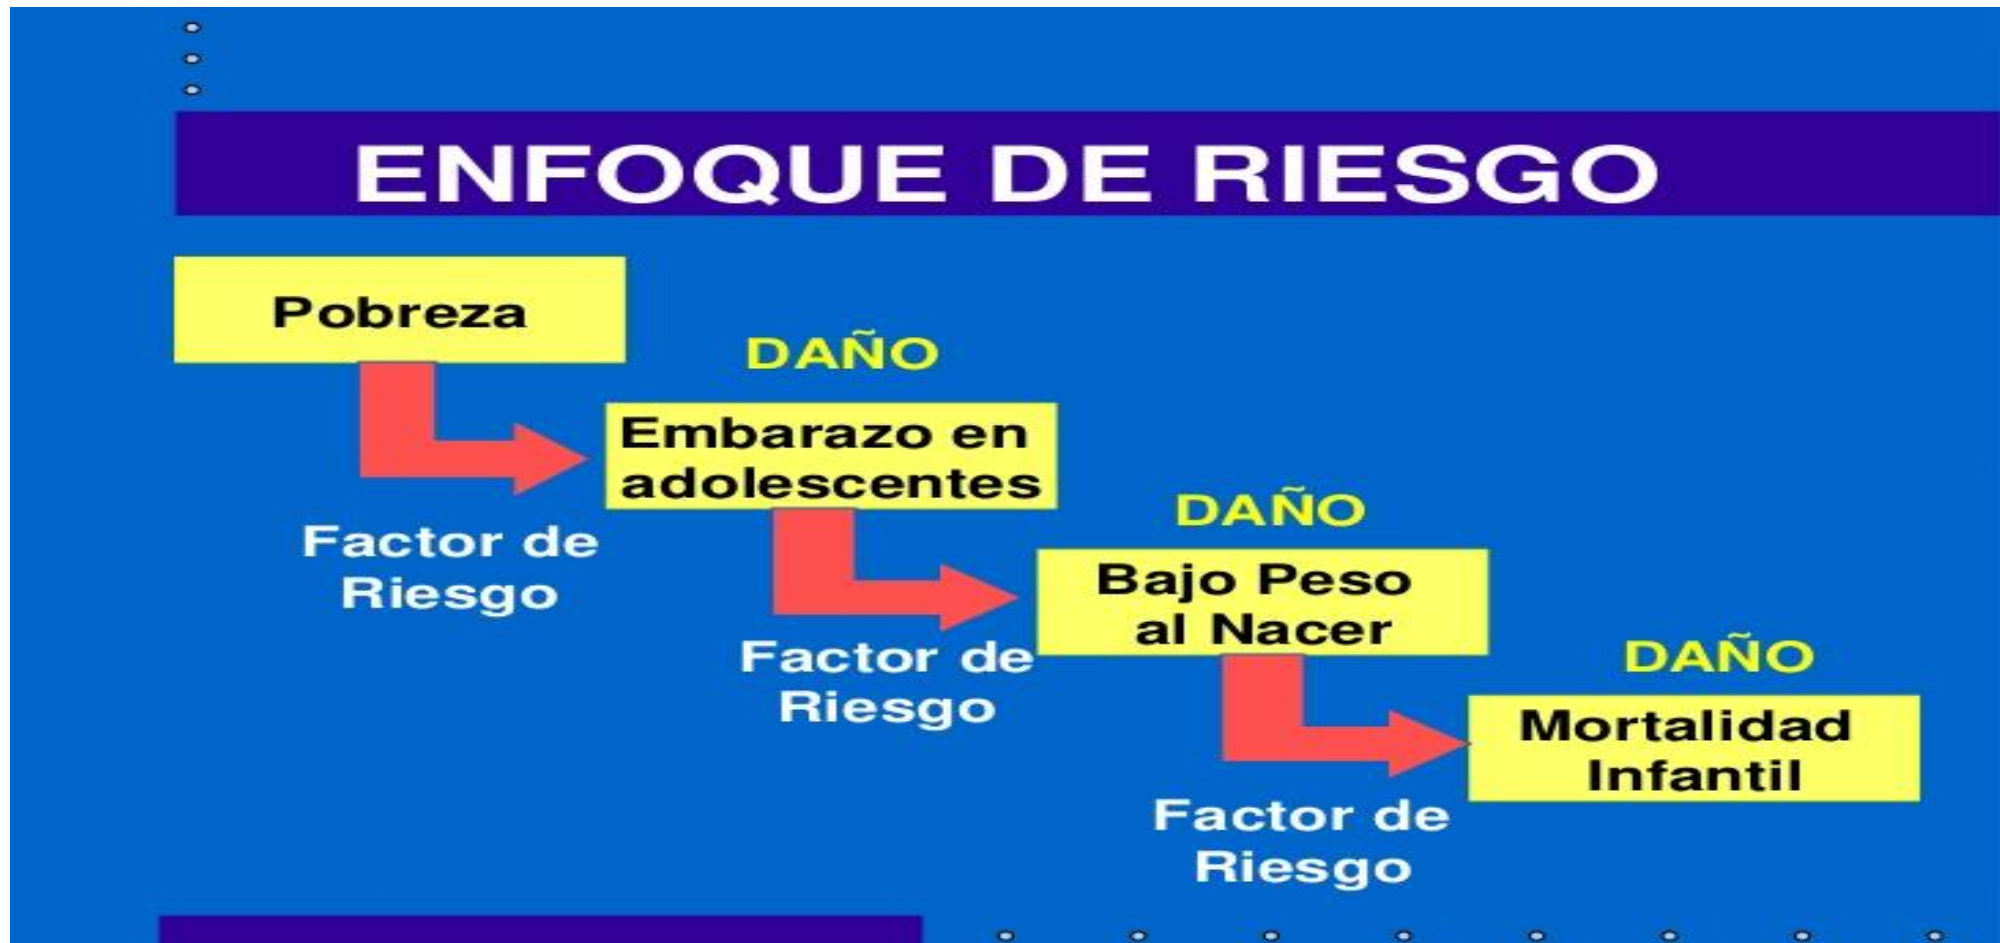 ENFOQUE DE RIESGO
Pobreza
DAÑO
Embarazo en
adolescentes
Factor de
Riesgo
DAÑO
Bajo Peso
al Nacer
Factor de
Riesgo
DAÑO
Mortalidad
Infantil
Factor de
Riesgo